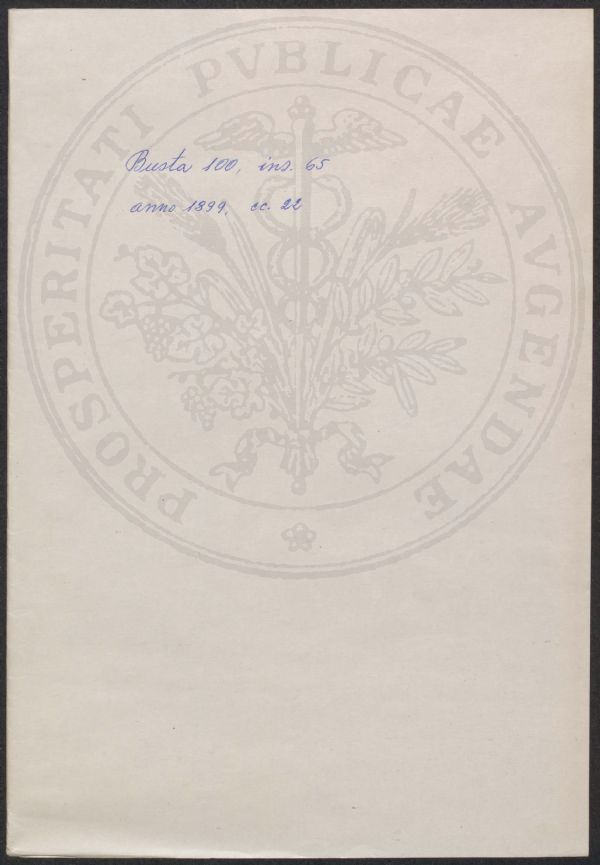 PROSPERITATI PVBLICAE AVGENDAE
Busta 100, ins. 65
anno 1899, cc. 22